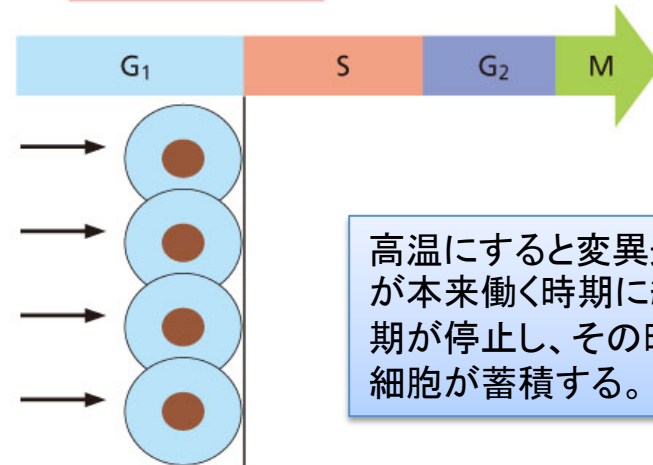 G₁ S G₂ M
高温にすると変異
が本来働く時期に
期が停止し、その
細胞が蓄積する。